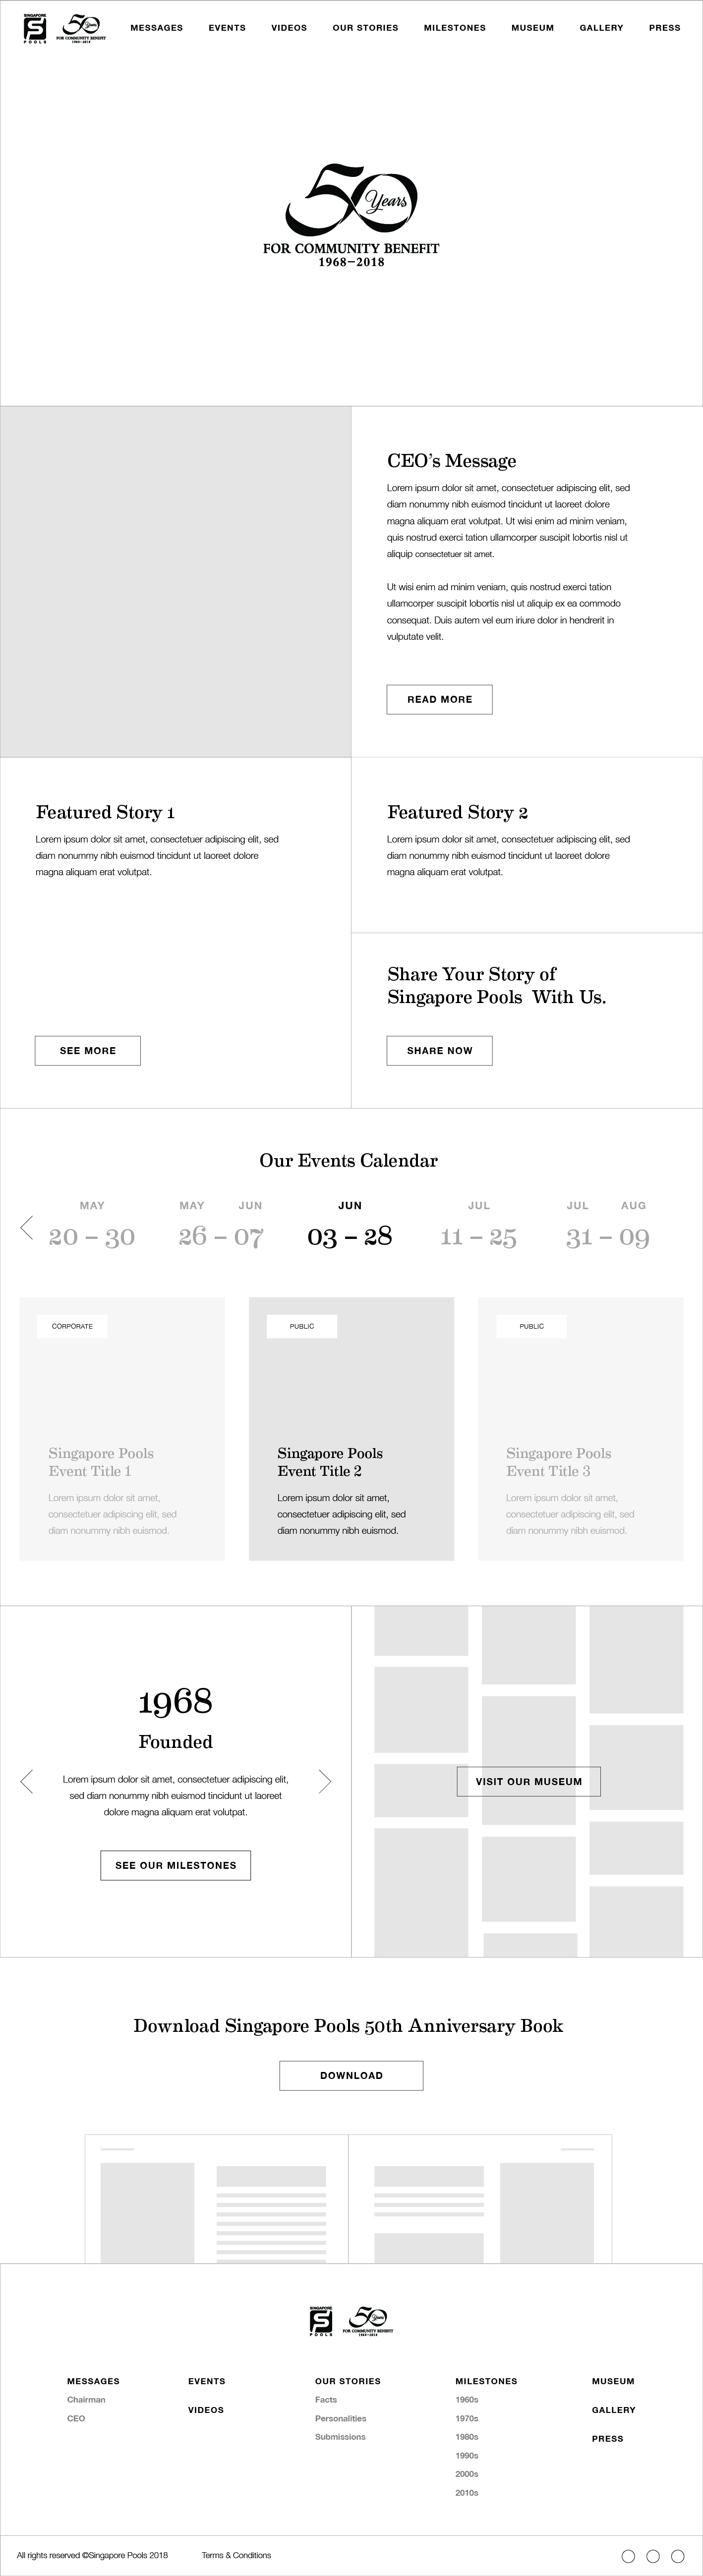 SINGAPORE
POOLS
50 Years
FOR COMMUNITY BENEFIT
1968–2018
MESSAGES EVENTS VIDEOS OUR STORIES MILESTONES MUSEUM GALLERY PRESS
50 Years
FOR COMMUNITY BENEFIT
1968–2018
CEO's Message
Lorem ipsum dolor sit amet, consectetuer adipiscing elit, sed
diam nonummy nibh euismod tincidunt ut laoreet dolore
magna aliquam erat volutpat. Ut wisi enim ad minim veniam,
quis nostrud exerci tation ullamcorper suscipit lobortis nisl ut
aliquip consectetuer sit amet.
Ut wisi enim ad minim veniam, quis nostrud exerci tation
ullamcorper suscipit lobortis nisl ut aliquip ex ea commodo
consequat. Duis autem vel eum iriure dolor in hendrerit in
vulputate velit.
READ MORE
Featured Story 1
Lorem ipsum dolor sit amet, consectetuer adipiscing elit, sed
diam nonummy nibh euismod tincidunt ut laoreet dolore
magna aliquam erat volutpat.
SEE MORE
Featured Story 2
Lorem ipsum dolor sit amet, consectetuer adipiscing elit, sed
diam nonummy nibh euismod tincidunt ut laoreet dolore
magna aliquam erat volutpat.
Share Your Story of
Singapore Pools With Us.
SHARE NOW
Our Events Calendar
MAY
20 – 30
MAY JUN
26 – 07
JUN
03 – 28
JUL
11 – 25
JUL AUG
31 – 09
CORPORATE
Singapore Pools
Event Title 1
Lorem ipsum dolor sit amet,
consectetuer adipiscing elit, sed
diam nonummy nibh euismod.
PUBLIC
Singapore Pools
Event Title 2
Lorem ipsum dolor sit amet,
consectetuer adipiscing elit, sed
diam nonummy nibh euismod.
PUBLIC
Singapore Pools
Event Title 3
Lorem ipsum dolor sit amet,
consectetuer adipiscing elit, sed
diam nonummy nibh euismod.
1968
Founded
Lorem ipsum dolor sit amet, consectetuer adipiscing elit,
sed diam nonummy nibh euismod tincidunt ut laoreet
dolore magna aliquam erat volutpat.
SEE OUR MILESTONES
VISIT OUR MUSEUM
Download Singapore Pools 50th Anniversary Book
DOWNLOAD
SINGAPORE
POOLS
50 Years
FOR COMMUNITY BENEFIT
1968–2018
MESSAGES
Chairman
CEO
EVENTS
VIDEOS
OUR STORIES
Facts
Personalities
Submissions
MILESTONES
1960s
1970s
1980s
1990s
2000s
2010s
MUSEUM
GALLERY
PRESS
All rights reserved ©Singapore Pools 2018
Terms & Conditions